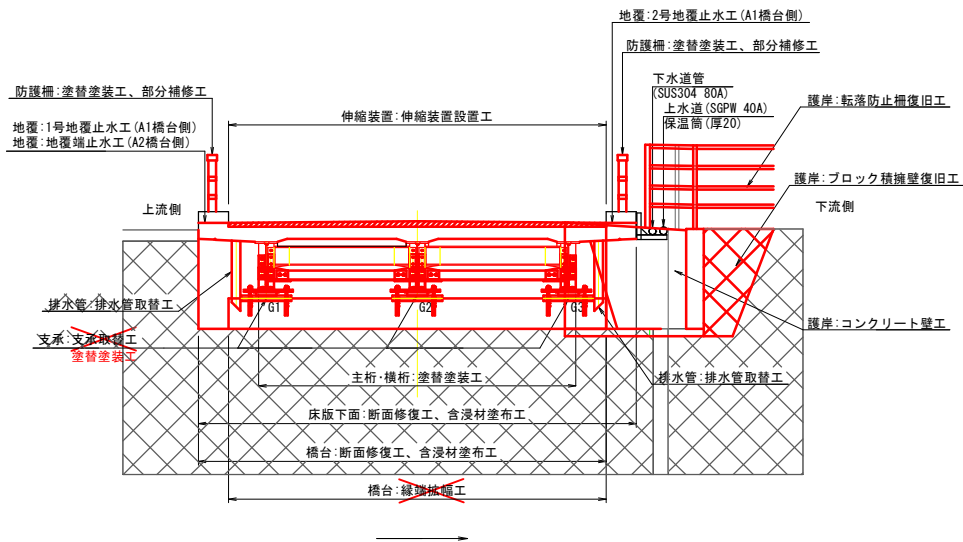 地覆:2号地覆止水工(A1橋台側)
防護柵:塗替塗装工、部分補修工
下水道管
(SUS304 80A)
上水道(SGPW 40A)
保温筒(厚20)
防護柵:塗替塗装工、部分補修工
護岸:転落防止柵復旧工
伸縮装置:伸縮装置設置工
地覆:1号地覆止水工(A1橋台側)
地覆:地覆端止水工(A2橋台側)
護岸:ブロック積擁壁復旧工
上流側
下流側
排水管:排水管取替工
G1
G2
G3
護岸:コンクリート壁工
支承:支承取替工
塗替塗装工
主桁・横桁:塗替塗装工
排水管:排水管取替工
床版下面:断面修復工、含浸材塗布工
橋台:断面修復工、含浸材塗布工
橋台:縁端拡幅工